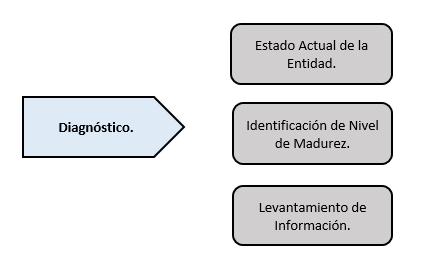 Diagnóstico.
Estado Actual de la
Entidad.
Identificación de Nivel
de Madurez.
Levantamiento de
Información.